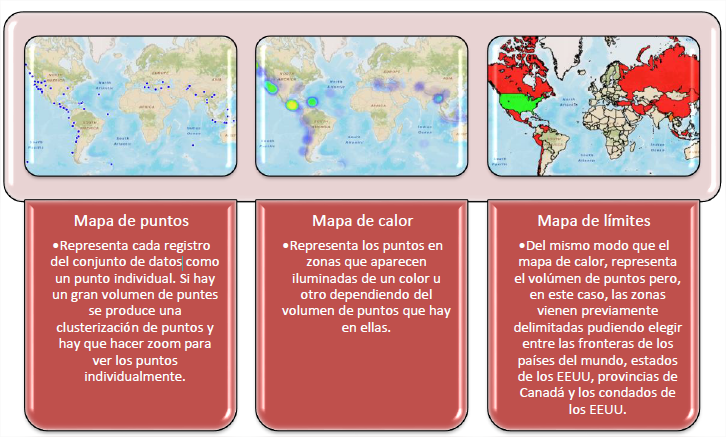 Mapa de puntos
•Representa cada registro
del conjunto de datos como
un punto individual. Si hay
un gran volumen de puntes
se produce una
clusterización de puntos y
hay que hacer zoom para
ver los puntos
individualmente.
Mapa de calor
•Representa los puntos en
zonas que aparecen
iluminadas de un color u
otro dependiendo del
volumen de puntos que hay
en ellas.
Mapa de límites
•Del mismo modo que el
mapa de calor, representa
el volúmen de puntos pero,
en este caso, las zonas
vienen previamente
delimitadas pudiendo elegir
entre las fronteras de los
países del mundo, estados
de los EEUU, provincias de
Canadá y los condados de
los EEUU.